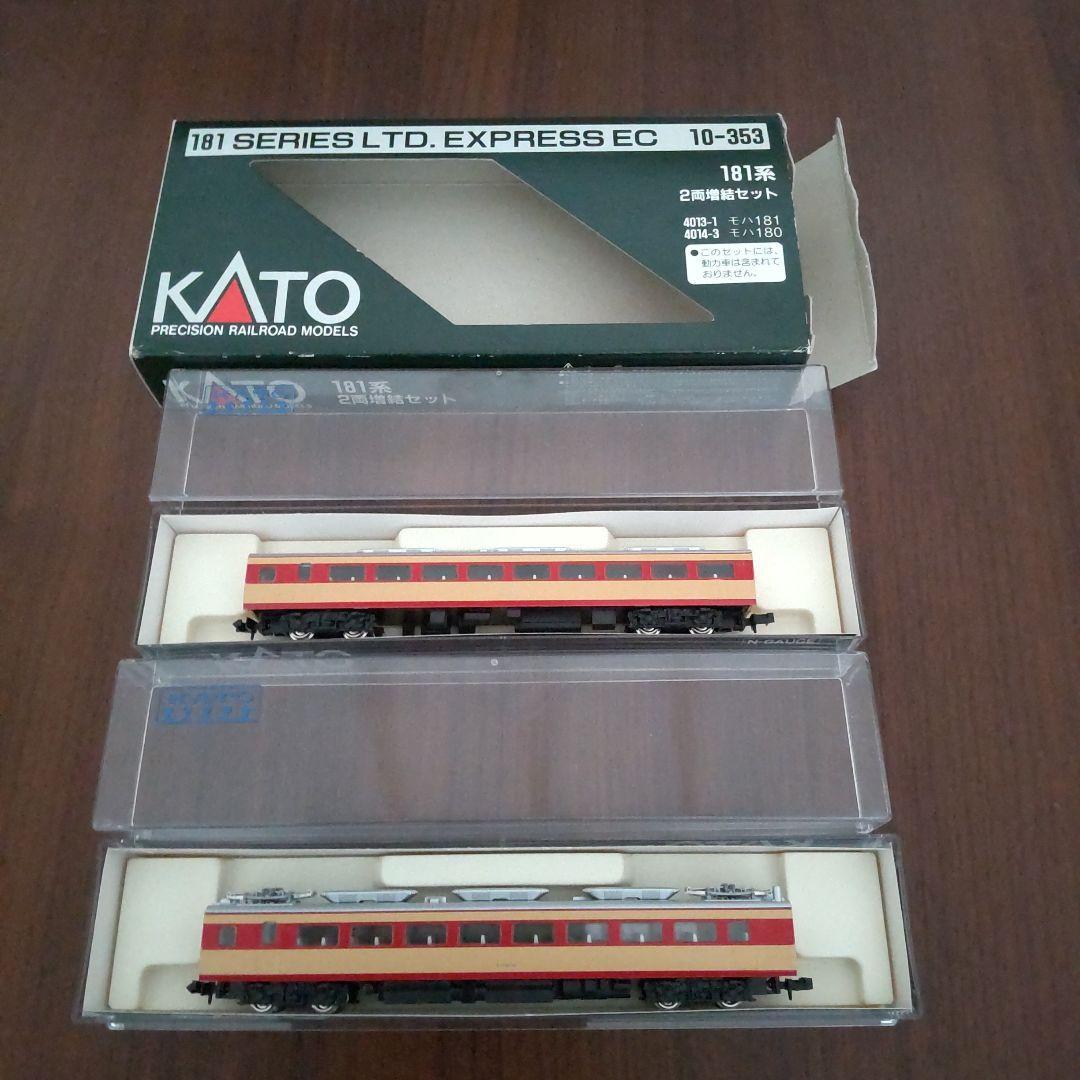 181 SERIES LTD. EXPRESS EC 10-353
181系
2両増結セット
4013-1 モハ181
4014-3 モハ180
●このセットには、
動力車は含まれて
おりません。
KATO
PRECISION RAILROAD MODELS
KATO
181系
2両増結セット
N-GAUGE
KATO